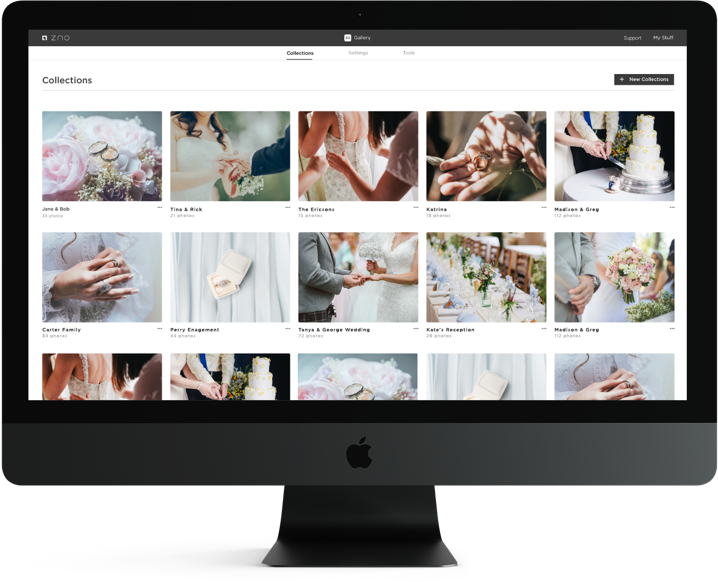 zno
Gallery
Support
My Stuff
Collections
Settings
Tools
Collections
+ New Collections
Jane & Bob
34 photos
Tina & Rick
21 photos
The Ericsons
15 photos
Katrina
18 photos
Madison & Greg
112 photos
Carter Family
84 photos
Perry Enagement
44 photos
Tanya & George Wedding
72 photos
Kate's Reception
26 photos
Madison & Greg
112 photos